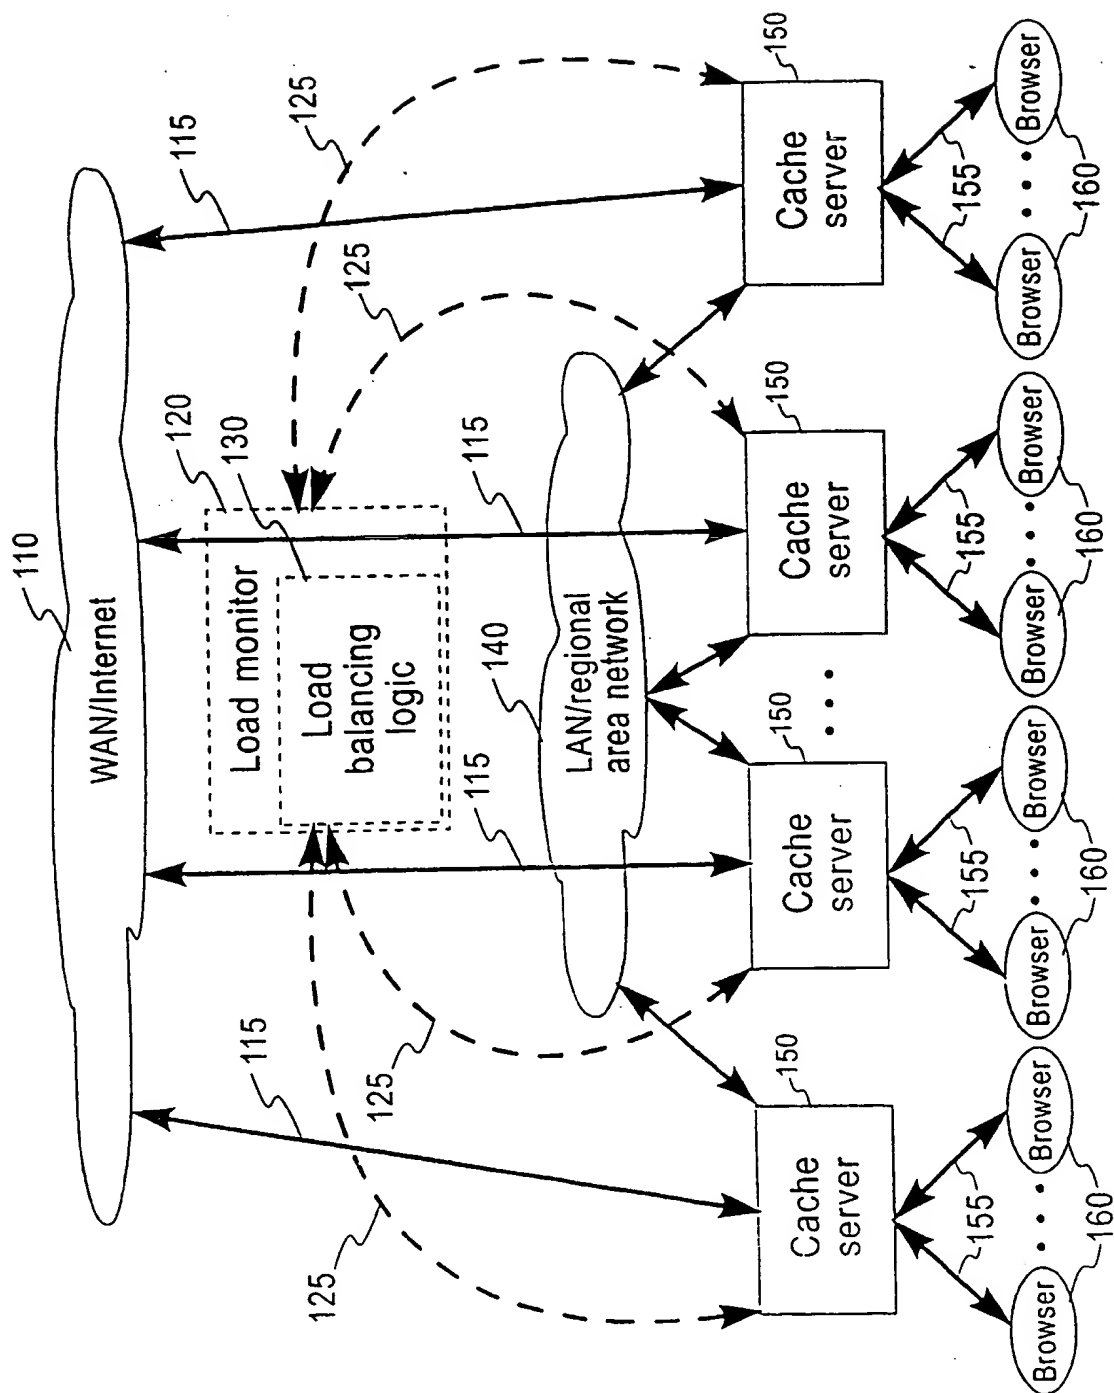 110
WAN/Internet
120
115
130
Load monitor
115
125
Load
balancing
logic
125
125
125
115
115
140
LAN/regional
area network
150
150
150
150
Cache
server
Cache
server
Cache
server
Cache
server
155
155
155
155
Browser
Browser
Browser
Browser
Browser
Browser
Browser
Browser
160
160
160
160